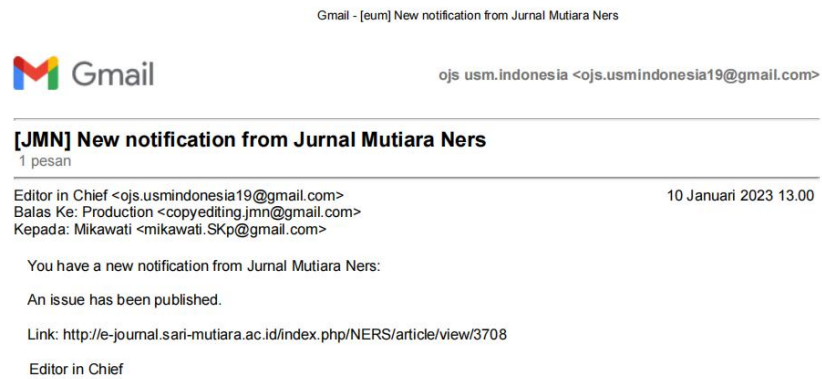 Gmail - [eum] New notification from Jurnal Mutiara Ners
Gmail
ojs usm.indonesia <ojs.usmindonesia19@gmail.com>
[JMN] New notification from Jurnal Mutiara Ners
1 pesan
Editor in Chief <ojs.usmindonesia19@gmail.com>
10 Januari 2023 13.00
Balas Ke: Production <copyediting.jmn@gmail.com>
Kepada: Mikawati <mikawati.SKp@gmail.com>
You have a new notification from Jurnal Mutiara Ners:
An issue has been published.
Link: http://e-journal.sari-mutiara.ac.id/index.php/NERS/article/view/3708
Editor in Chief